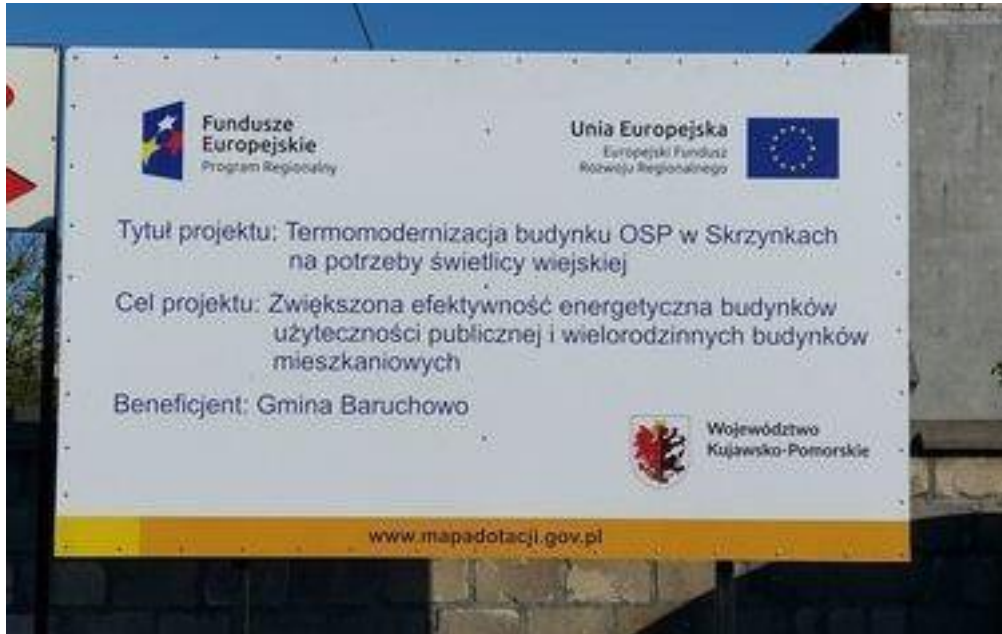 Fundusze
Europejskie
Program Regionalny
Unia Europejska
Europejski Fundusz
Rozwoju Regionalnego
Tytuł projektu: Termomodernizacja budynku OSP w Skrzynkach
na potrzeby świetlicy wiejskiej
Cel projektu: Zwiększona efektywność energetyczna budynków
użyteczności publicznej i wielorodzinnych budynków
mieszkaniowych
Beneficjent: Gmina Baruchowo
Województwo
Kujawsko-Pomorskie
www.mapadotacji.gov.pl